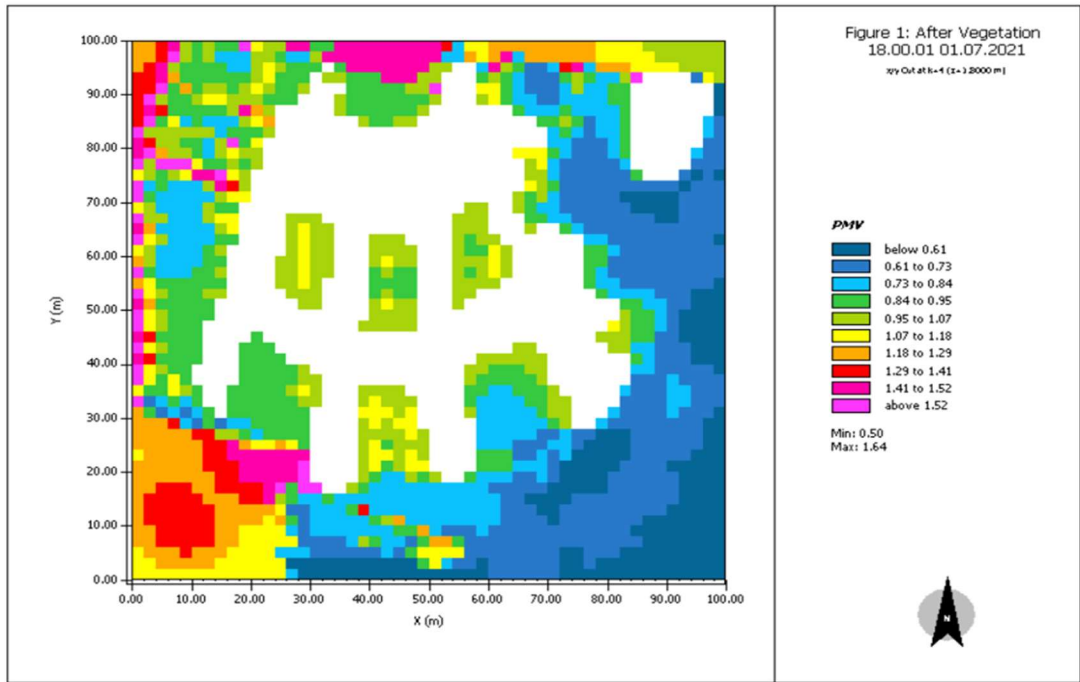 Figure 1: After Vegetation
18.00.01 01.07.2021
x/y Cut at k=4 (z=1.8000 m)
100.00
90.00
80.00
70.00
60.00
50.00
40.00
30.00
20.00
10.00
0.00
Y (m)
0.00 10.00 20.00 30.00 40.00 50.00 60.00 70.00 80.00 90.00 100.00
X (m)
PMV
below 0.61
0.61 to 0.73
0.73 to 0.84
0.84 to 0.95
0.95 to 1.07
1.07 to 1.18
1.18 to 1.29
1.29 to 1.41
1.41 to 1.52
above 1.52
Min: 0.50
Max: 1.64
N